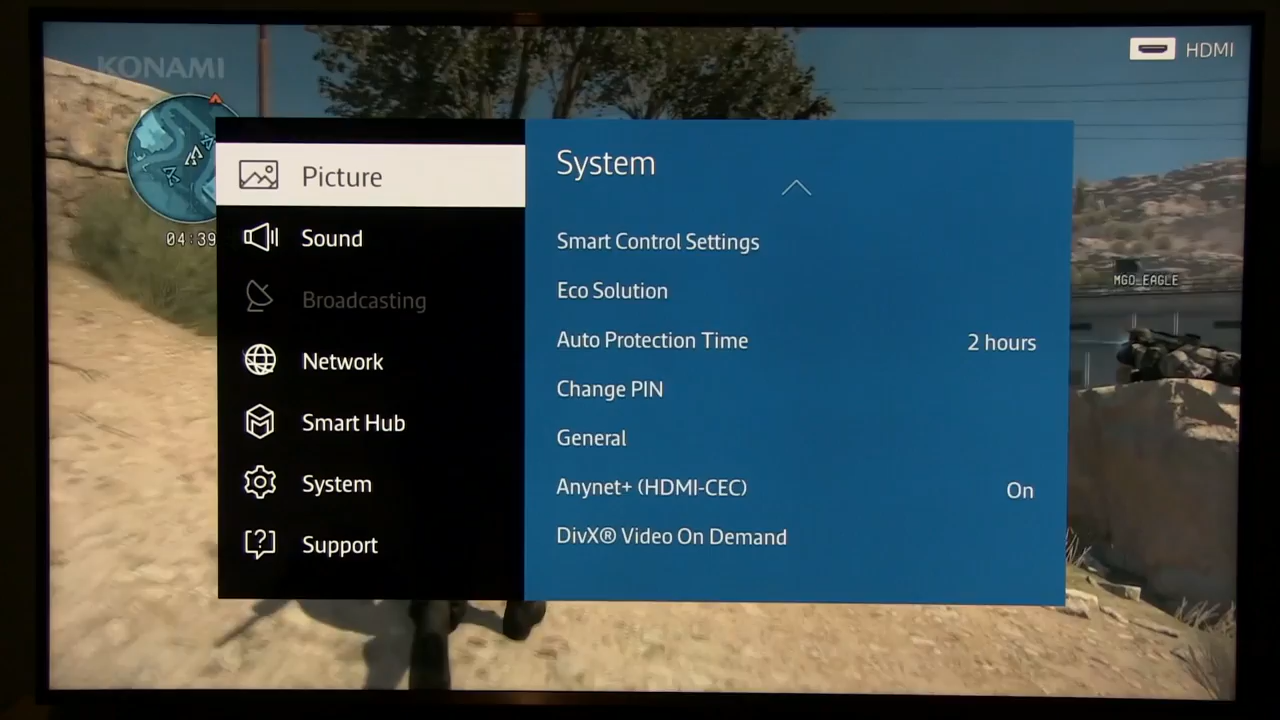 KONAMI
HDMI
04:39
MGO_EAGLE
Picture
Sound
Broadcasting
Network
Smart Hub
System
Support
System
Smart Control Settings
Eco Solution
Auto Protection Time 2 hours
Change PIN
General
Anynet+ (HDMI-CEC) On
DivX® Video On Demand